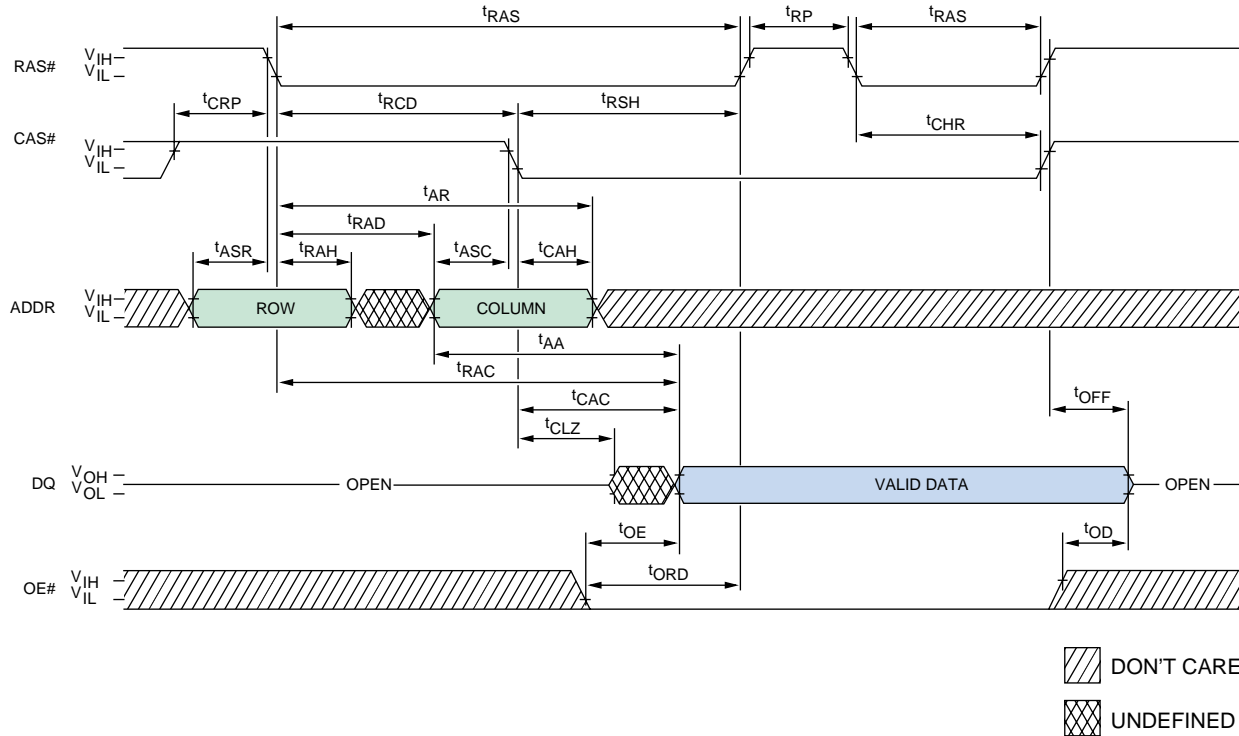 tRAS
tRP
tRAS
RAS#
VIH
VIL
tCRP
tRCD
tRSH
tCHR
CAS#
VIH
VIL
tAR
tRAD
tASR
tRAH
tASC
tCAH
ADDR
VIH
VIL
ROW
COLUMN
tAA
tRAC
tCAC
tOFF
tCLZ
DQ
VOH
VOL
OPEN
VALID DATA
OPEN
tOE
tOD
tORD
OE#
VIH
VIL
DON'T CARE
UNDEFINED